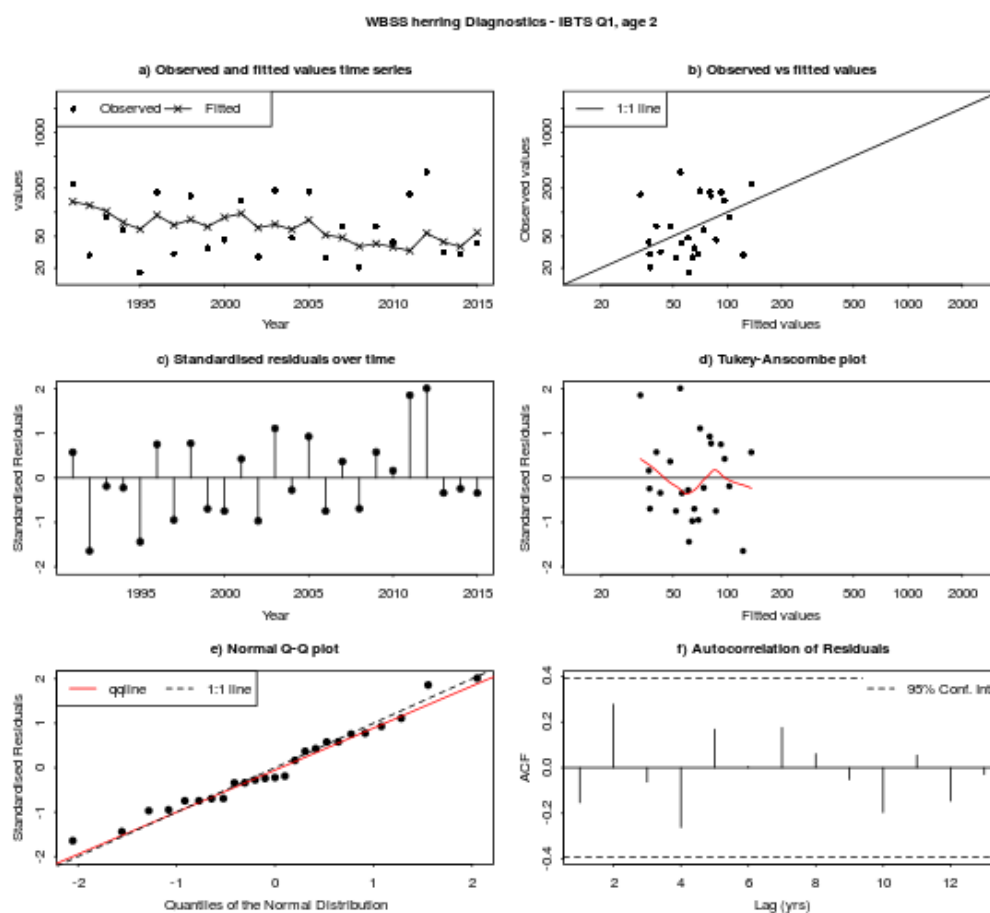 WBSS herring Diagnostics - IBTS Q1, age 2
a) Observed and fitted values time series
Observed Fitted
values
20 50 200 1000
1995 2000 2005 2010 2015
Year
b) Observed vs fitted values
1:1 line
Observed values
20 50 200 1000
20 50 100 200 500 1000 2000
Fitted values
c) Standardised residuals over time
Standardised Residuals
-2 -1 0 1 2
1995 2000 2005 2010 2015
Year
d) Tukey-Anscombe plot
Standardised Residuals
-2 -1 0 1 2
20 50 100 200 500 1000 2000
Fitted values
e) Normal Q-Q plot
qqline 1:1 line
Standardised Residuals
-2 -1 0 1 2
-2 -1 0 1 2
Quantiles of the Normal Distribution
f) Autocorrelation of Residuals
95% Conf. Int
ACF
-0.4 -0.2 0.0 0.2 0.4
2 4 6 8 10 12
Lag (yrs)